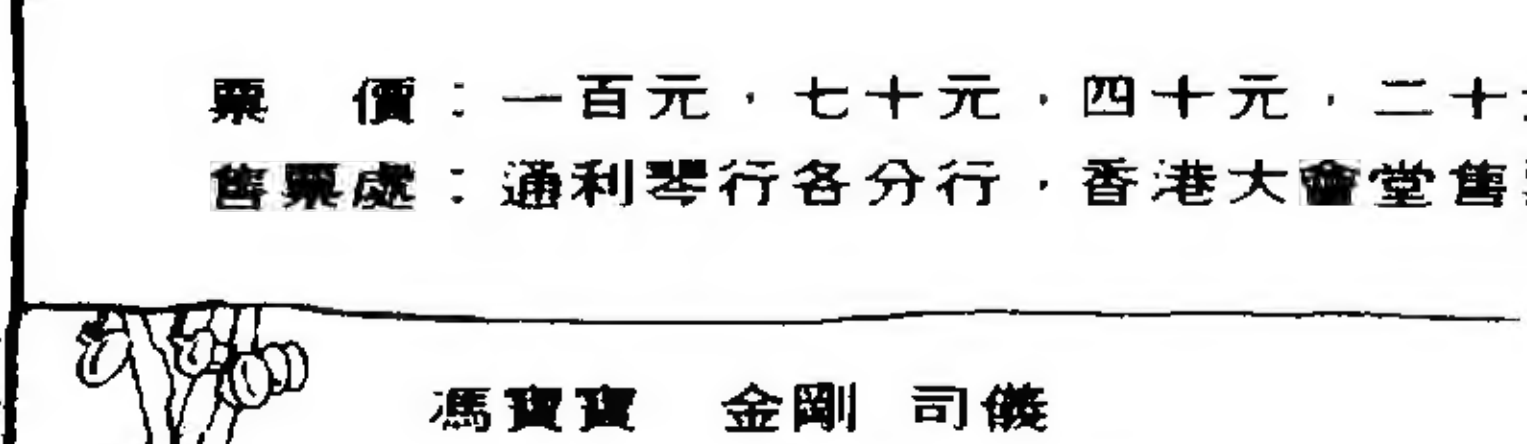 票　價：一百元，七十元，四十元，二十
售票處：通利琴行各分行，香港大會堂售
馮寶寶　金剛　司儀